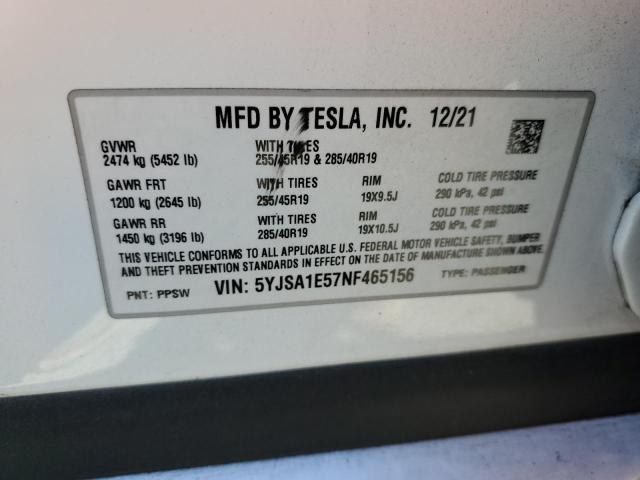 MFD BY TESLA, INC. 12/21
GVWR WITH TIRES
2474 kg (5452 lb) 255/45R19 & 285/40R19
GAWR FRT WITH TIRES RIM COLD TIRE PRESSURE
1200 kg (2645 lb) 255/45R19 19X9.5J 290 kPa, 42 psi
GAWR RR WITH TIRES RIM COLD TIRE PRESSURE
1450 kg (3196 lb) 285/40R19 19X10.5J 290 kPa, 42 psi
THIS VEHICLE CONFORMS TO ALL APPLICABLE U.S. FEDERAL MOTOR VEHICLE SAFETY, BUMPER
AND THEFT PREVENTION STANDARDS IN EFFECT ON THE DATE OF MANUFACTURE SHOWN ABOVE.
PNT: PPSW VIN: 5YJSA1E57NF465156 TYPE: PASSENGER